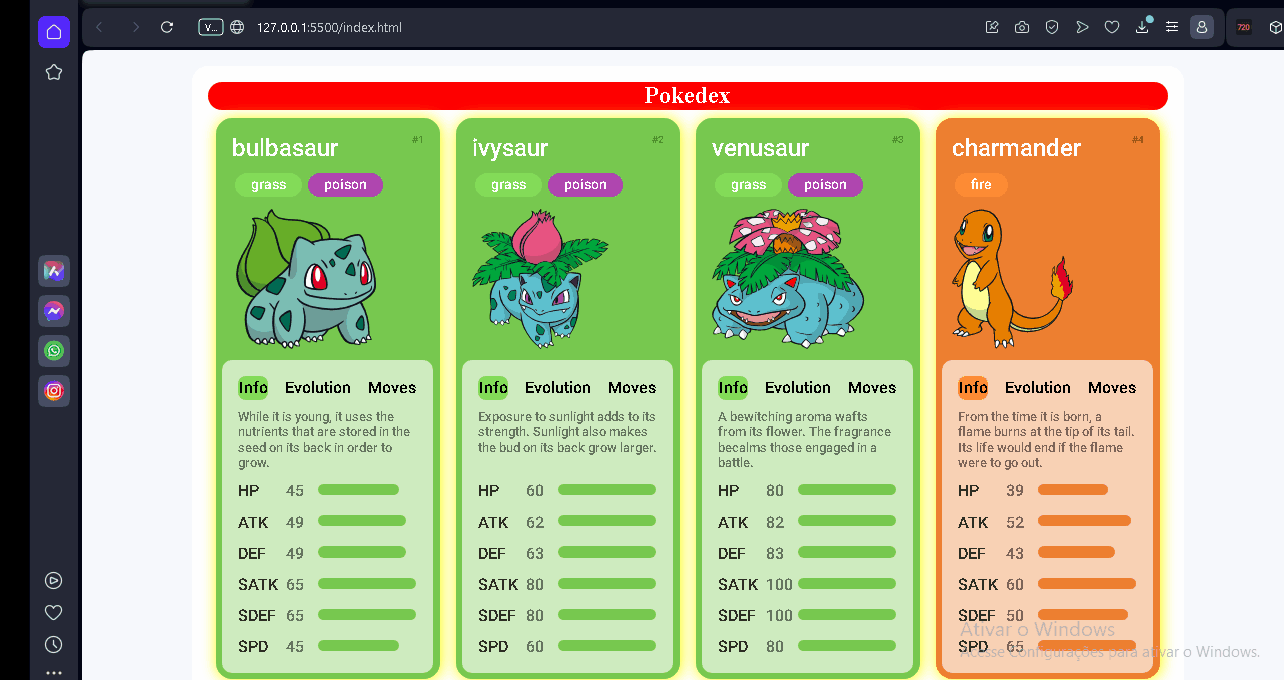 V...
127.0.0.1:5500/index.html
720
Pokedex
bulbasaur
#1
grass
poison
Info
Evolution
Moves
While it is young, it uses the
nutrients that are stored in the
seed on its back in order to
grow.
HP 45
ATK 49
DEF 49
SATK 65
SDEF 65
SPD 45
ivysaur
#2
grass
poison
Info
Evolution
Moves
Exposure to sunlight adds to its
strength. Sunlight also makes
the bud on its back grow larger.
HP 60
ATK 62
DEF 63
SATK 80
SDEF 80
SPD 60
venusaur
#3
grass
poison
Info
Evolution
Moves
A bewitching aroma wafts
from its flower. The fragrance
becalms those engaged in a
battle.
HP 80
ATK 82
DEF 83
SATK 100
SDEF 100
SPD 80
charmander
#4
fire
Info
Evolution
Moves
From the time it is born, a
flame burns at the tip of its tail.
Its life would end if the flame
were to go out.
HP 39
ATK 52
DEF 43
SATK 60
SDEF 50
SPD 65
Ativar o Windows
Acesse Configurações para ativar o Windows.